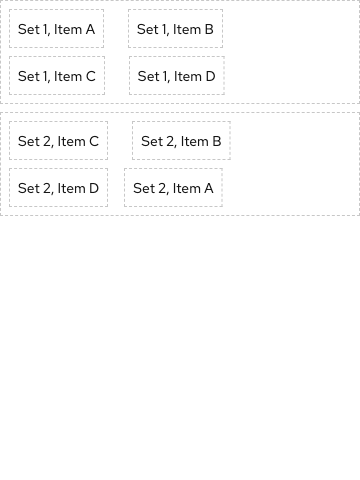 Set 1, Item A Set 1, Item B
Set 1, Item C Set 1, Item D
Set 2, Item C Set 2, Item B
Set 2, Item D Set 2, Item A